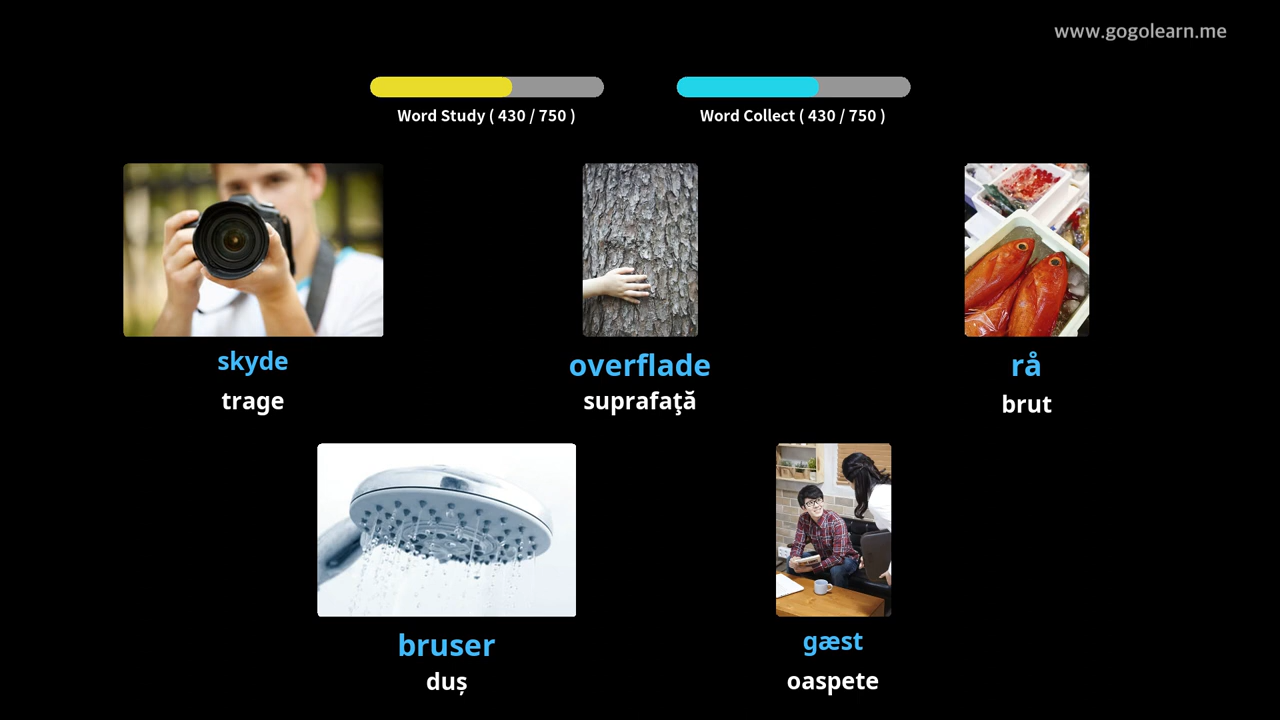 www.gogolearn.me
Word Study ( 430 / 750 )
Word Collect ( 430 / 750 )
skyde
trage
overflade
suprafaţă
rå
brut
bruser
duș
gæst
oaspete